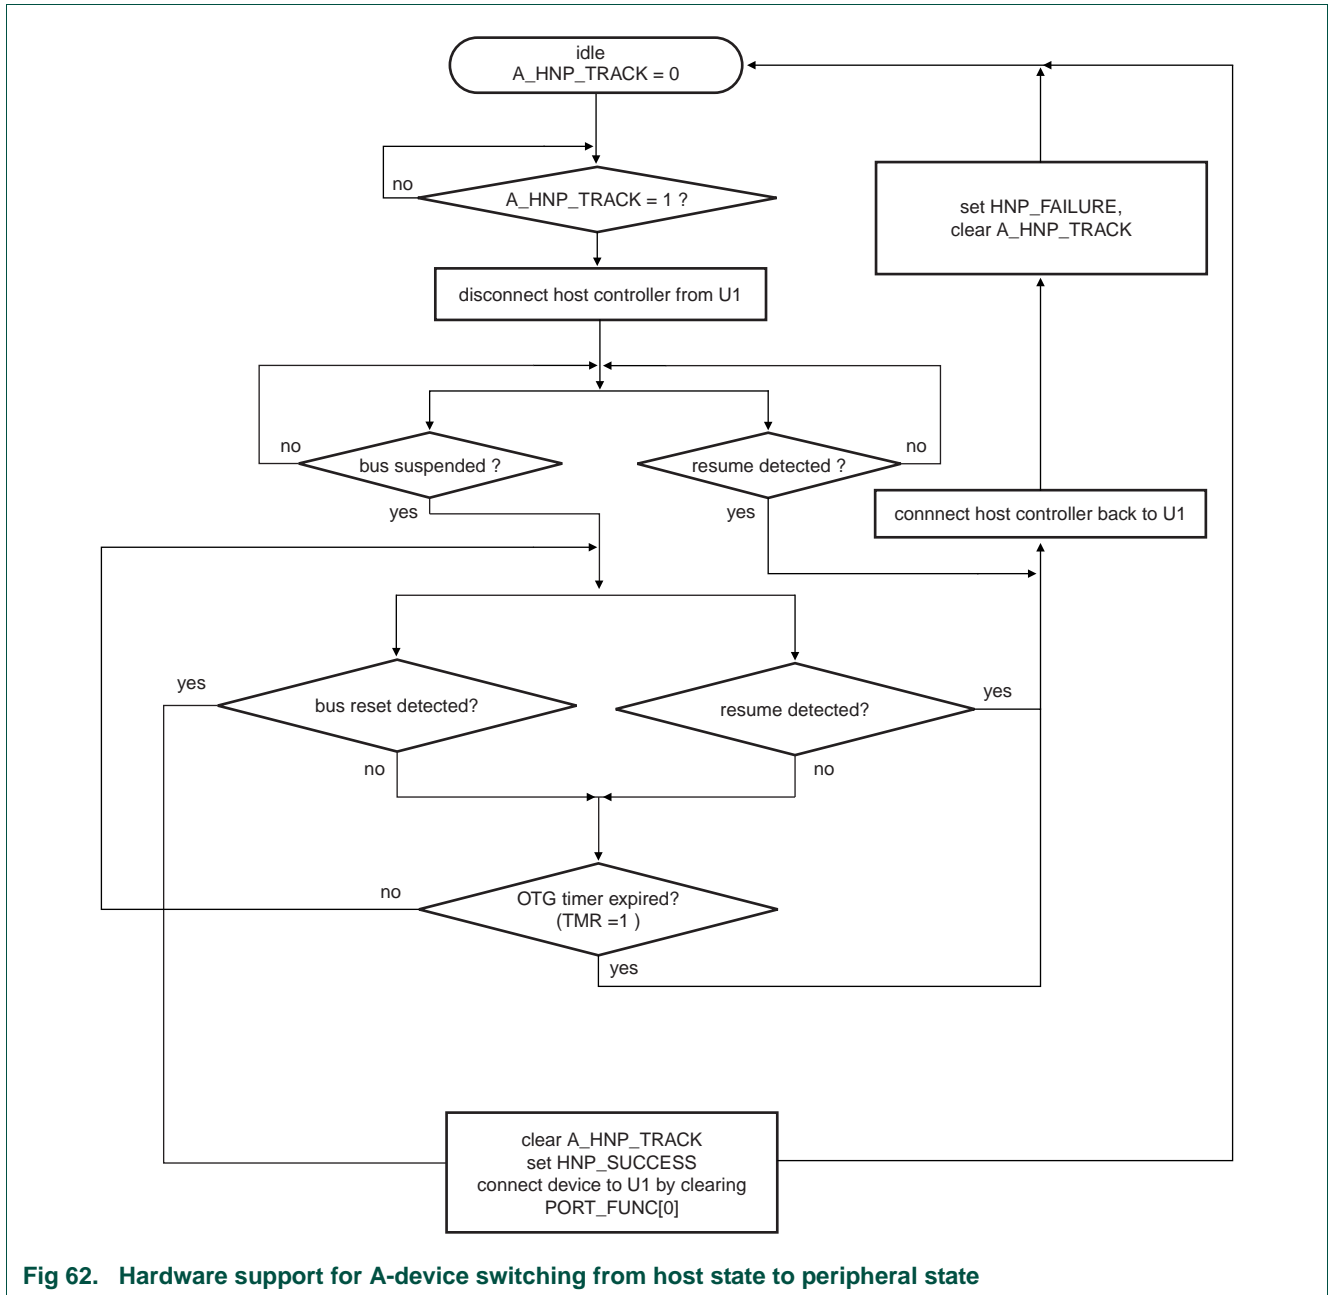 idle
A_HNP_TRACK = 0
no
A_HNP_TRACK = 1 ?
set HNP_FAILURE,
clear A_HNP_TRACK
disconnect host controller from U1
no
bus suspended ?
resume detected ?
no
yes
yes
connnect host controller back to U1
yes
bus reset detected?
resume detected?
yes
no
no
no
OTG timer expired?
(TMR =1 )
yes
clear A_HNP_TRACK
set HNP_SUCCESS
connect device to U1 by clearing
PORT_FUNC[0]
Fig 62. Hardware support for A-device switching from host state to peripheral state